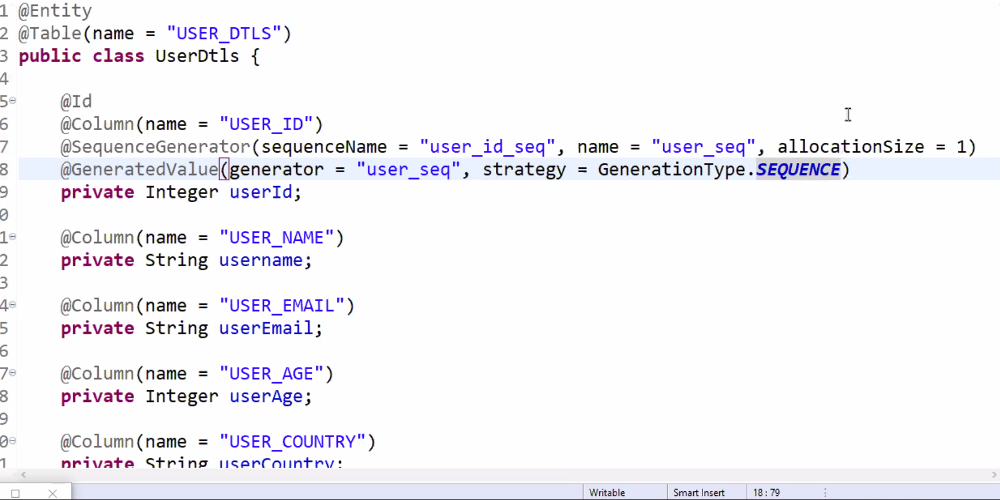 1 @Entity
2 @Table(name = "USER_DTLS")
3 public class UserDtls {
4
5 @Id
6 @Column(name = "USER_ID")
7 @SequenceGenerator(sequenceName = "user_id_seq", name = "user_seq", allocationSize = 1)
8 @GeneratedValue(generator = "user_seq", strategy = GenerationType.SEQUENCE)
9 private Integer userId;
0
1 @Column(name = "USER_NAME")
2 private String username;
3
4 @Column(name = "USER_EMAIL")
5 private String userEmail;
6
7 @Column(name = "USER_AGE")
8 private Integer userAge;
9
0 @Column(name = "USER_COUNTRY")
1 private String userCountry;
Writable Smart Insert 18 : 79